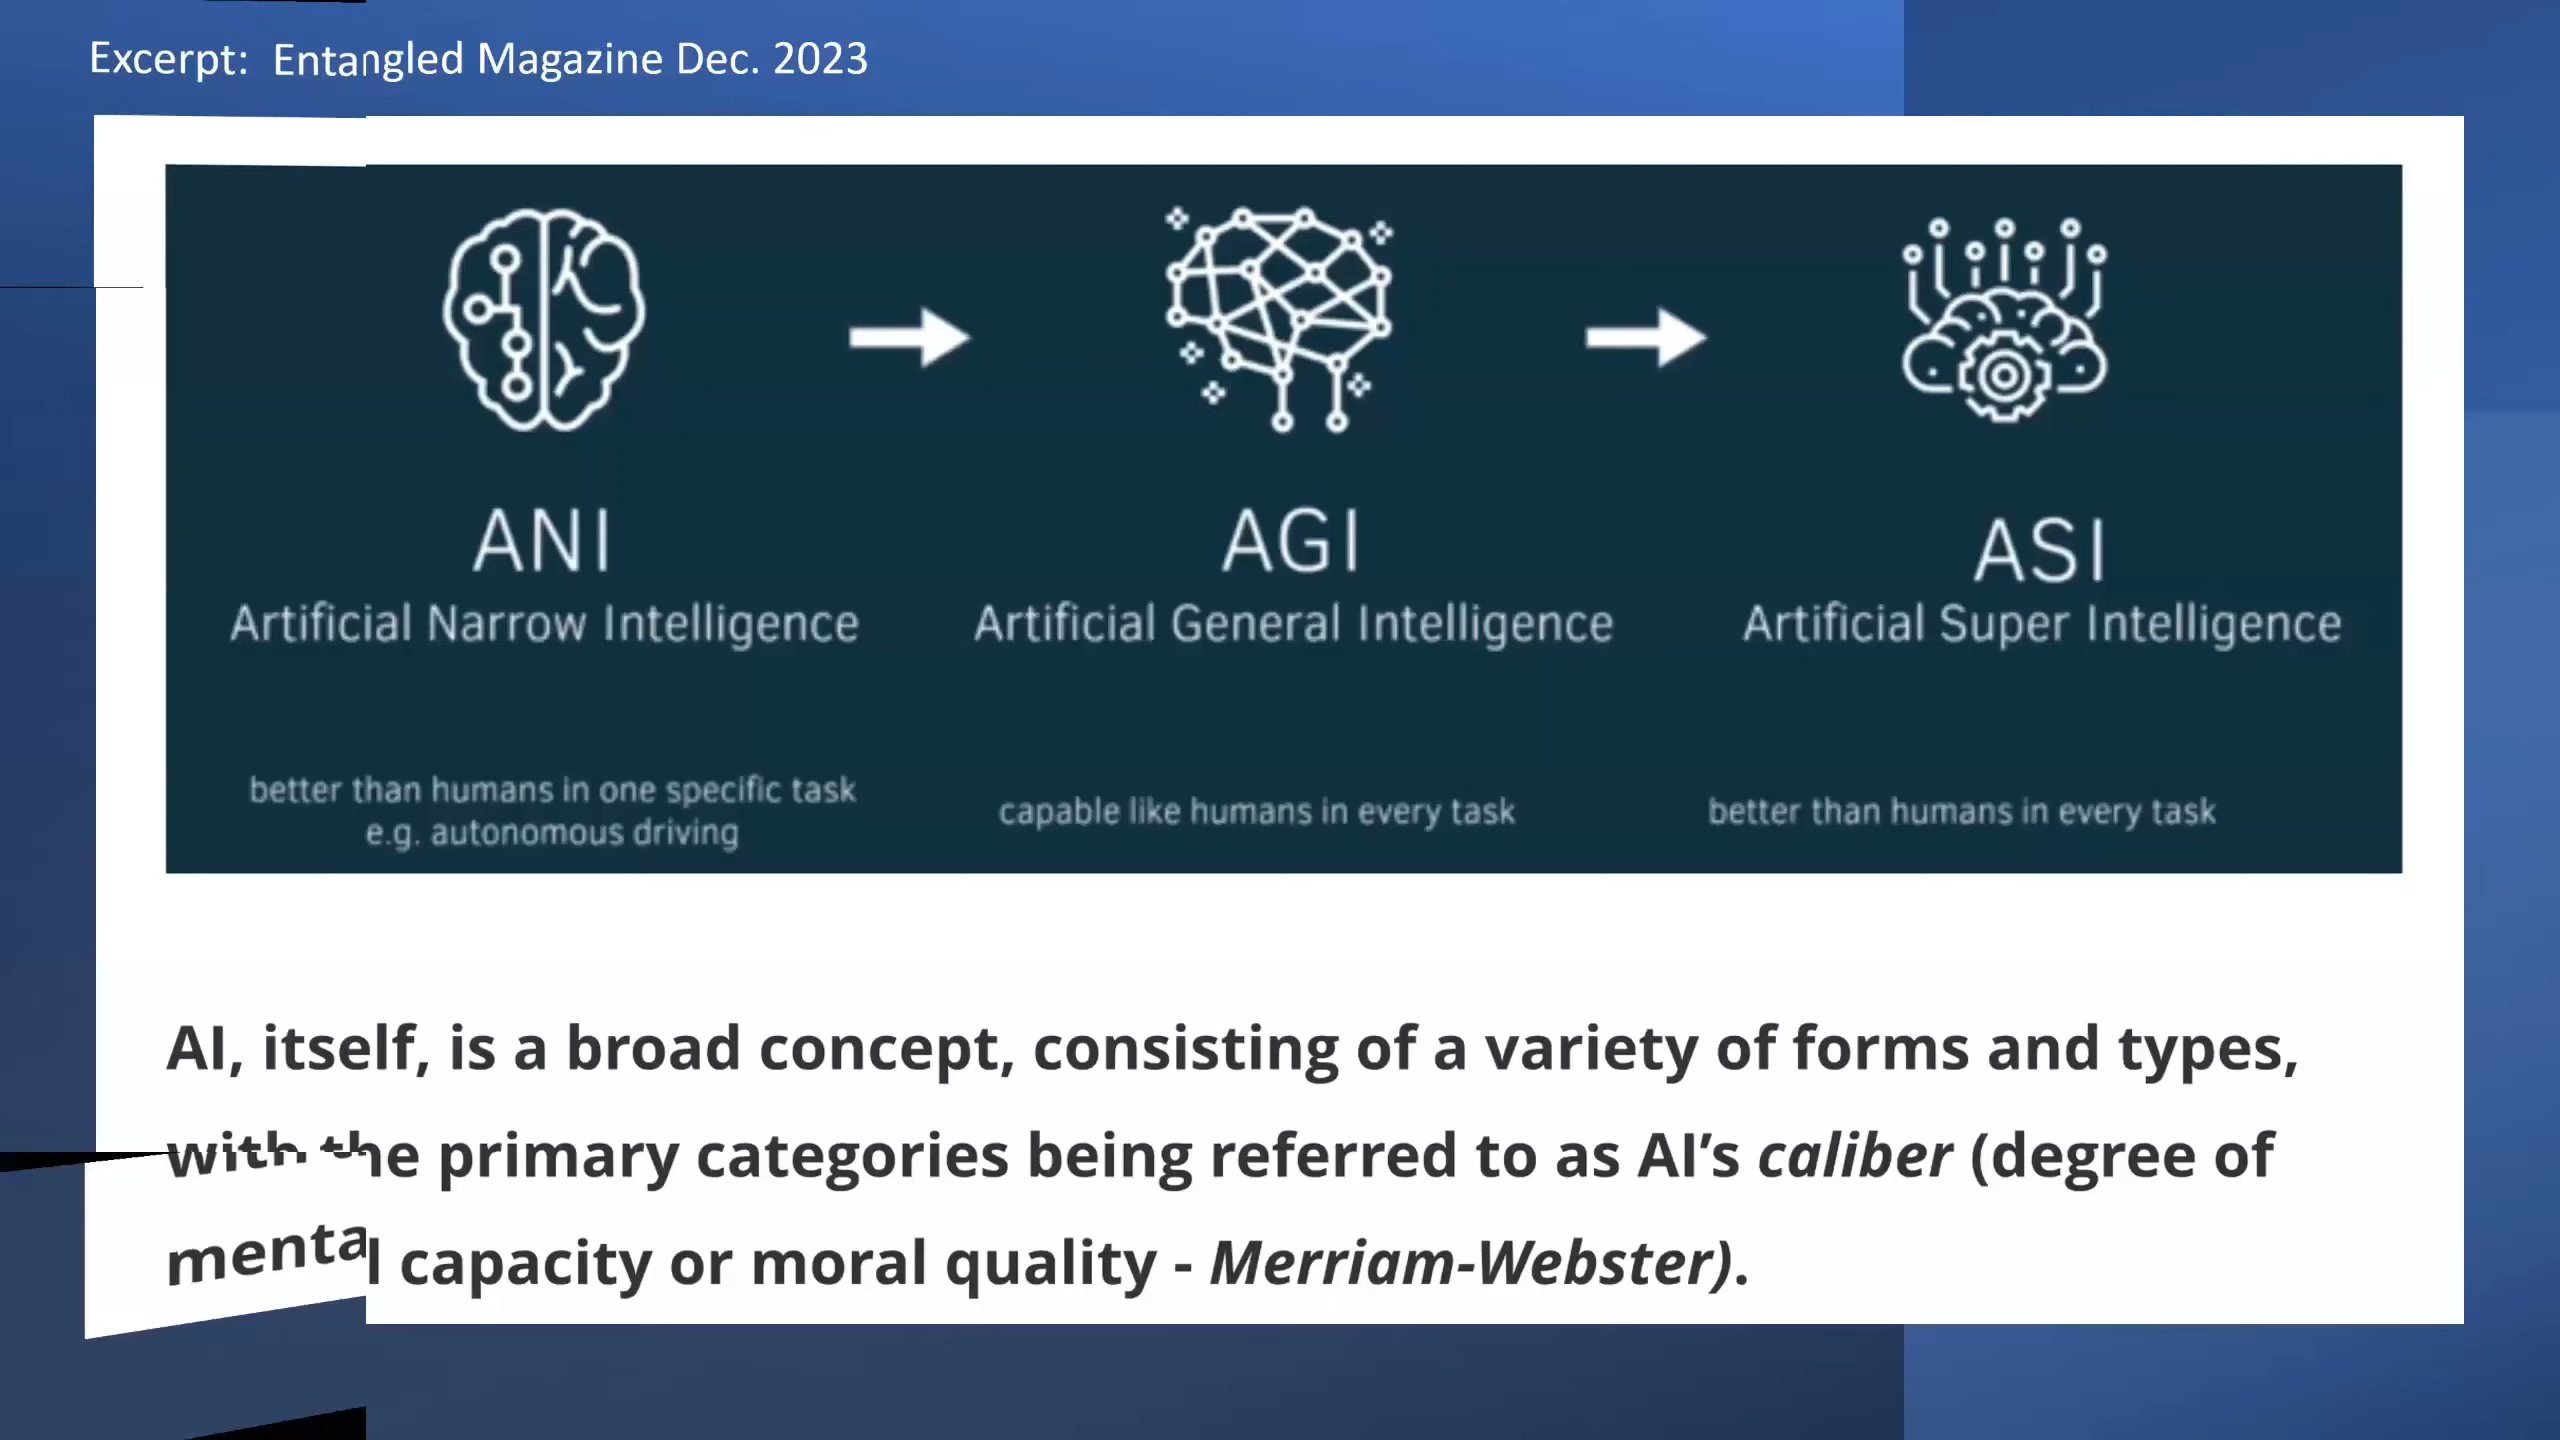 Excerpt: Entangled Magazine Dec. 2023
ANI
Artificial Narrow Intelligence
better than humans in one specific task
e.g. autonomous driving
AGI
Artificial General Intelligence
capable like humans in every task
ASI
Artificial Super Intelligence
better than humans in every task
AI, itself, is a broad concept, consisting of a variety of forms and types,
with the primary categories being referred to as AI’s caliber (degree of
mental capacity or moral quality - Merriam-Webster).